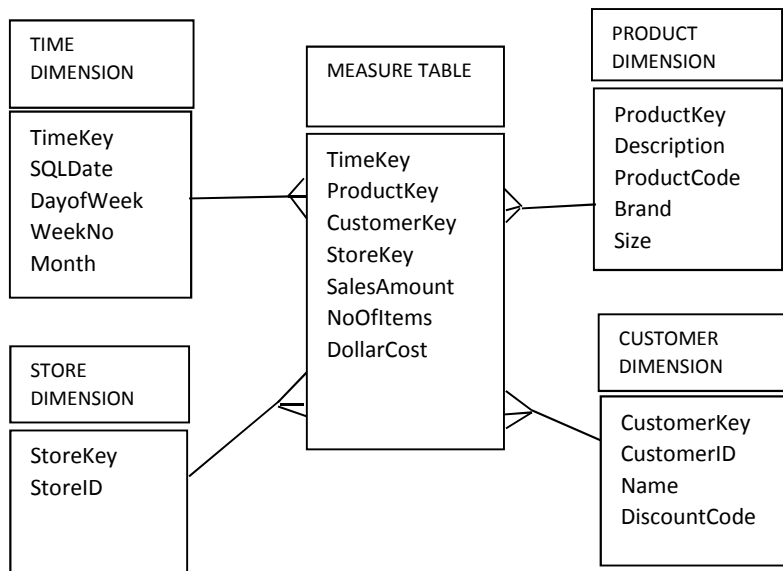 TIME
DIMENSION
TimeKey
SQLDate
DayofWeek
WeekNo
Month
MEASURE TABLE
TimeKey
ProductKey
CustomerKey
StoreKey
SalesAmount
NoOfItems
DollarCost
PRODUCT
DIMENSION
ProductKey
Description
ProductCode
Brand
Size
STORE
DIMENSION
StoreKey
StoreID
CUSTOMER
DIMENSION
CustomerKey
CustomerID
Name
DiscountCode